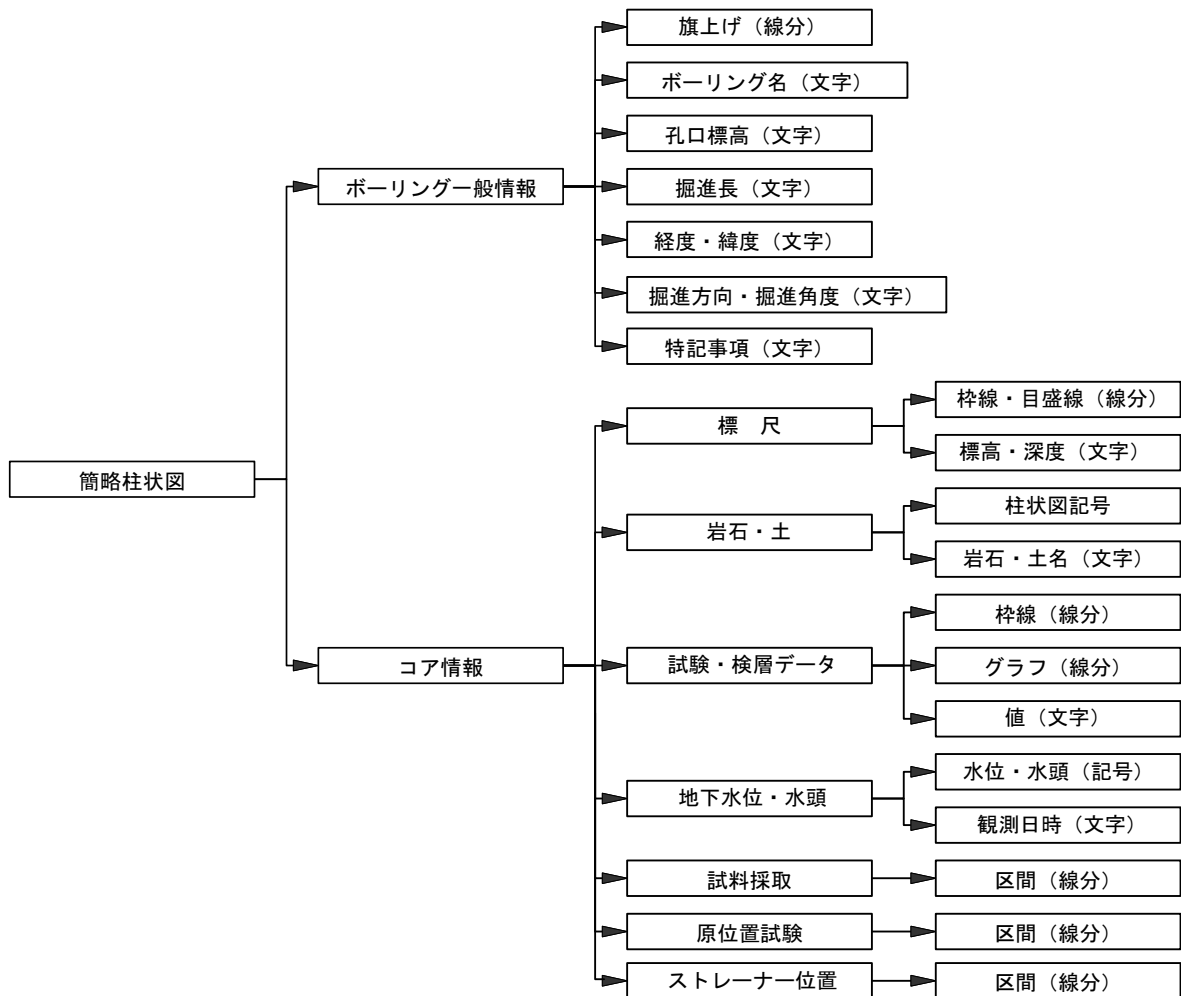 旗上げ（線分）
ボーリング名（文字）
孔口標高（文字）
ボーリング一般情報
掘進長（文字）
経度・緯度（文字）
掘進方向・掘進角度（文字）
特記事項（文字）
枠線・目盛線（線分）
標　尺
標高・深度（文字）
簡略柱状図
柱状図記号
岩石・土
岩石・土名（文字）
枠線（線分）
コア情報
試験・検層データ
グラフ（線分）
値（文字）
水位・水頭（記号）
地下水位・水頭
観測日時（文字）
試料採取
区間（線分）
原位置試験
区間（線分）
ストレーナー位置
区間（線分）